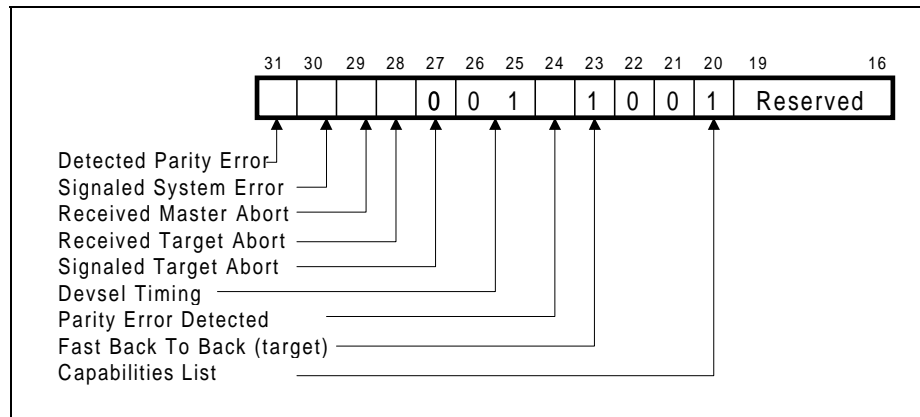 31 30 29 28 27 26 25 24 23 22 21 20 19 16
0 0 1 1 0 0 1 Reserved
Detected Parity Error
Signaled System Error
Received Master Abort
Received Target Abort
Signaled Target Abort
Devsel Timing
Parity Error Detected
Fast Back To Back (target)
Capabilities List